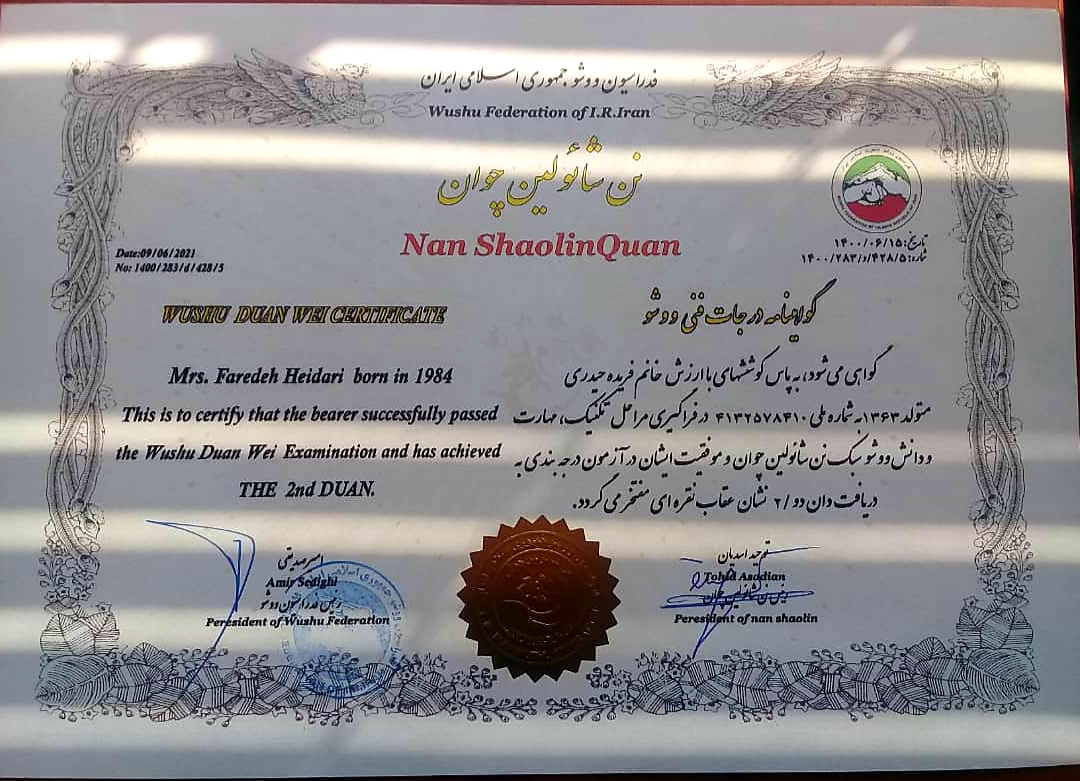 فدراسیون ووشو جمهوری اسلامی ایران
Wushu Federation of I.R.Iran
نن شائولین چوان
Nan ShaolinQuan
Date:09/06/2021
No: 1400/283/d/428/5
تاریخ: ۱۴۰۰/۰۶/۱۵
شماره: ۱۴۰۰/۲۸۳/د/۴۲۸/۵
WUSHU DUAN WEI CERTIFICATE
Mrs. Faredeh Heidari born in 1984
This is to certify that the bearer successfully passed
the Wushu Duan Wei Examination and has achieved
THE 2nd DUAN.
گواهینامه درجات فنی ووشو
گواهی می شود، به پاس کوششهای با ارزش خانم فریده حیدری
متولد ۱۳۶۳ به شماره ملی ۴۱۳۲۵۷۸۴۱۰ در فراگیری مراحل تکنیک، مهارت
و دانش ووشو سبک نن شائولین چوان و موفقیت ایشان در آزمون درجه بندی به
دریافت دان دو /۲ نشان عقاب نقره ای مفتخر می گردد.
امیر صدیقی
Amir Sedighi
رئیس فدراسیون ووشو
Peresident of Wushu Federation
توحید اسدیان
Tohid Asadian
رئیس نن شائولین چوان
Peresident of nan shaolin